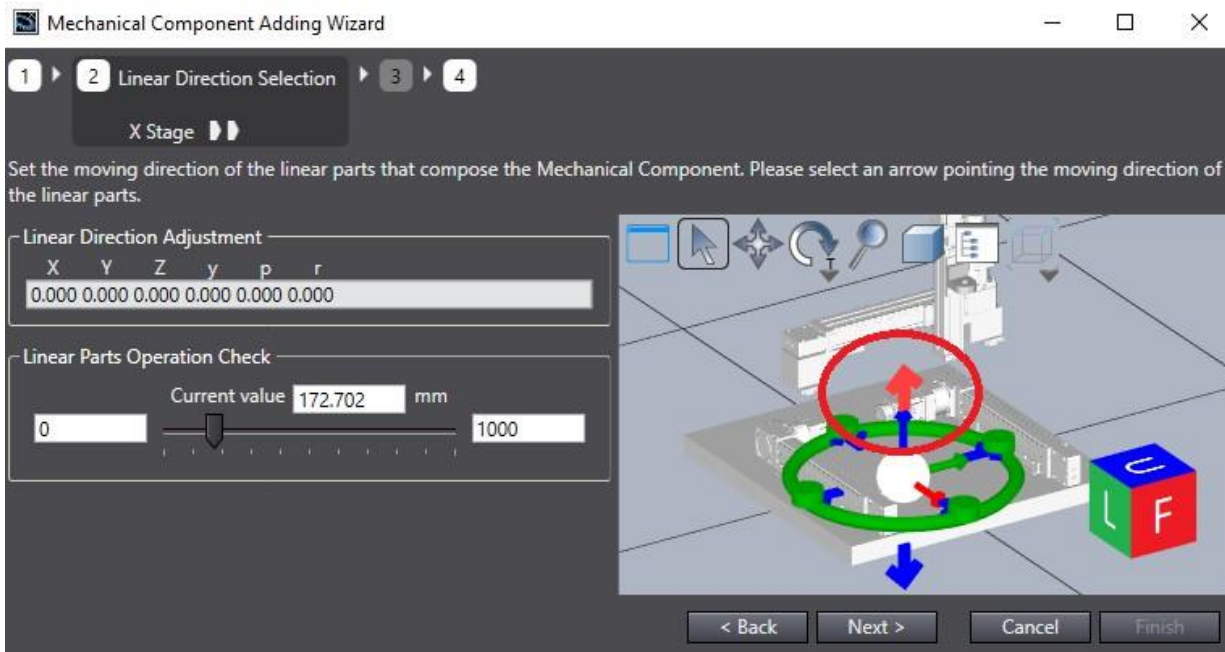 Mechanical Component Adding Wizard
1 2 Linear Direction Selection 3 4
X Stage
Set the moving direction of the linear parts that compose the Mechanical Component. Please select an arrow pointing the moving direction of
the linear parts.
Linear Direction Adjustment
X Y Z y p r
0.000 0.000 0.000 0.000 0.000 0.000
T
Linear Parts Operation Check
Current value 172.702 mm
0 1000
U
L F
< Back Next > Cancel Finish